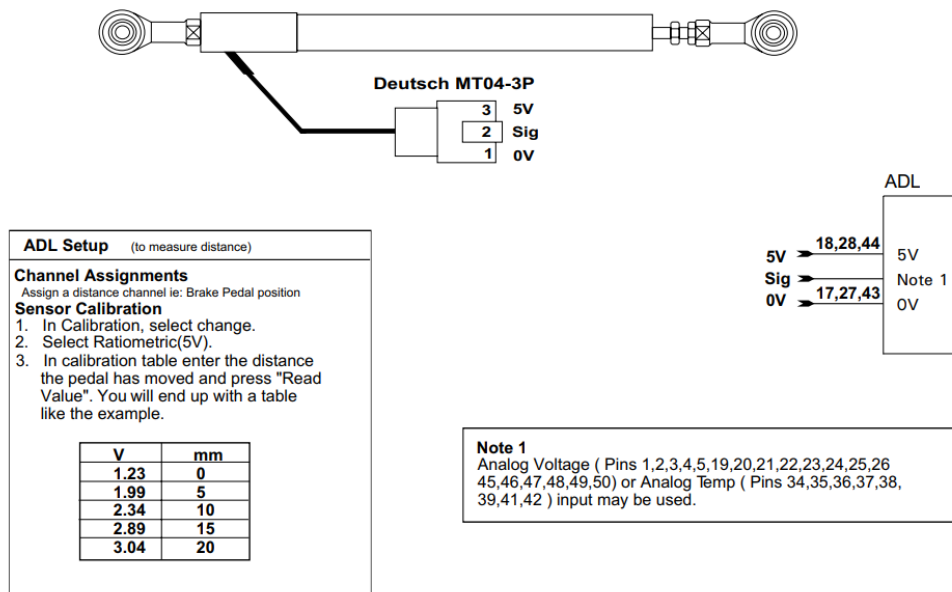 Deutsch MT04-3P
3 5V
2 Sig
1 0V
ADL
5V 18,28,44 5V
Sig Note 1
0V 17,27,43 0V
ADL Setup (to measure distance)
Channel Assignments
Assign a distance channel ie: Brake Pedal position
Sensor Calibration
1. In Calibration, select change.
2. Select Ratiometric(5V).
3. In calibration table enter the distance
the pedal has moved and press "Read
Value". You will end up with a table
like the example.
V mm
1.23 0
1.99 5
2.34 10
2.89 15
3.04 20
Note 1
Analog Voltage ( Pins 1,2,3,4,5,19,20,21,22,23,24,25,26
45,46,47,48,49,50) or Analog Temp ( Pins 34,35,36,37,38,
39,41,42 ) input may be used.